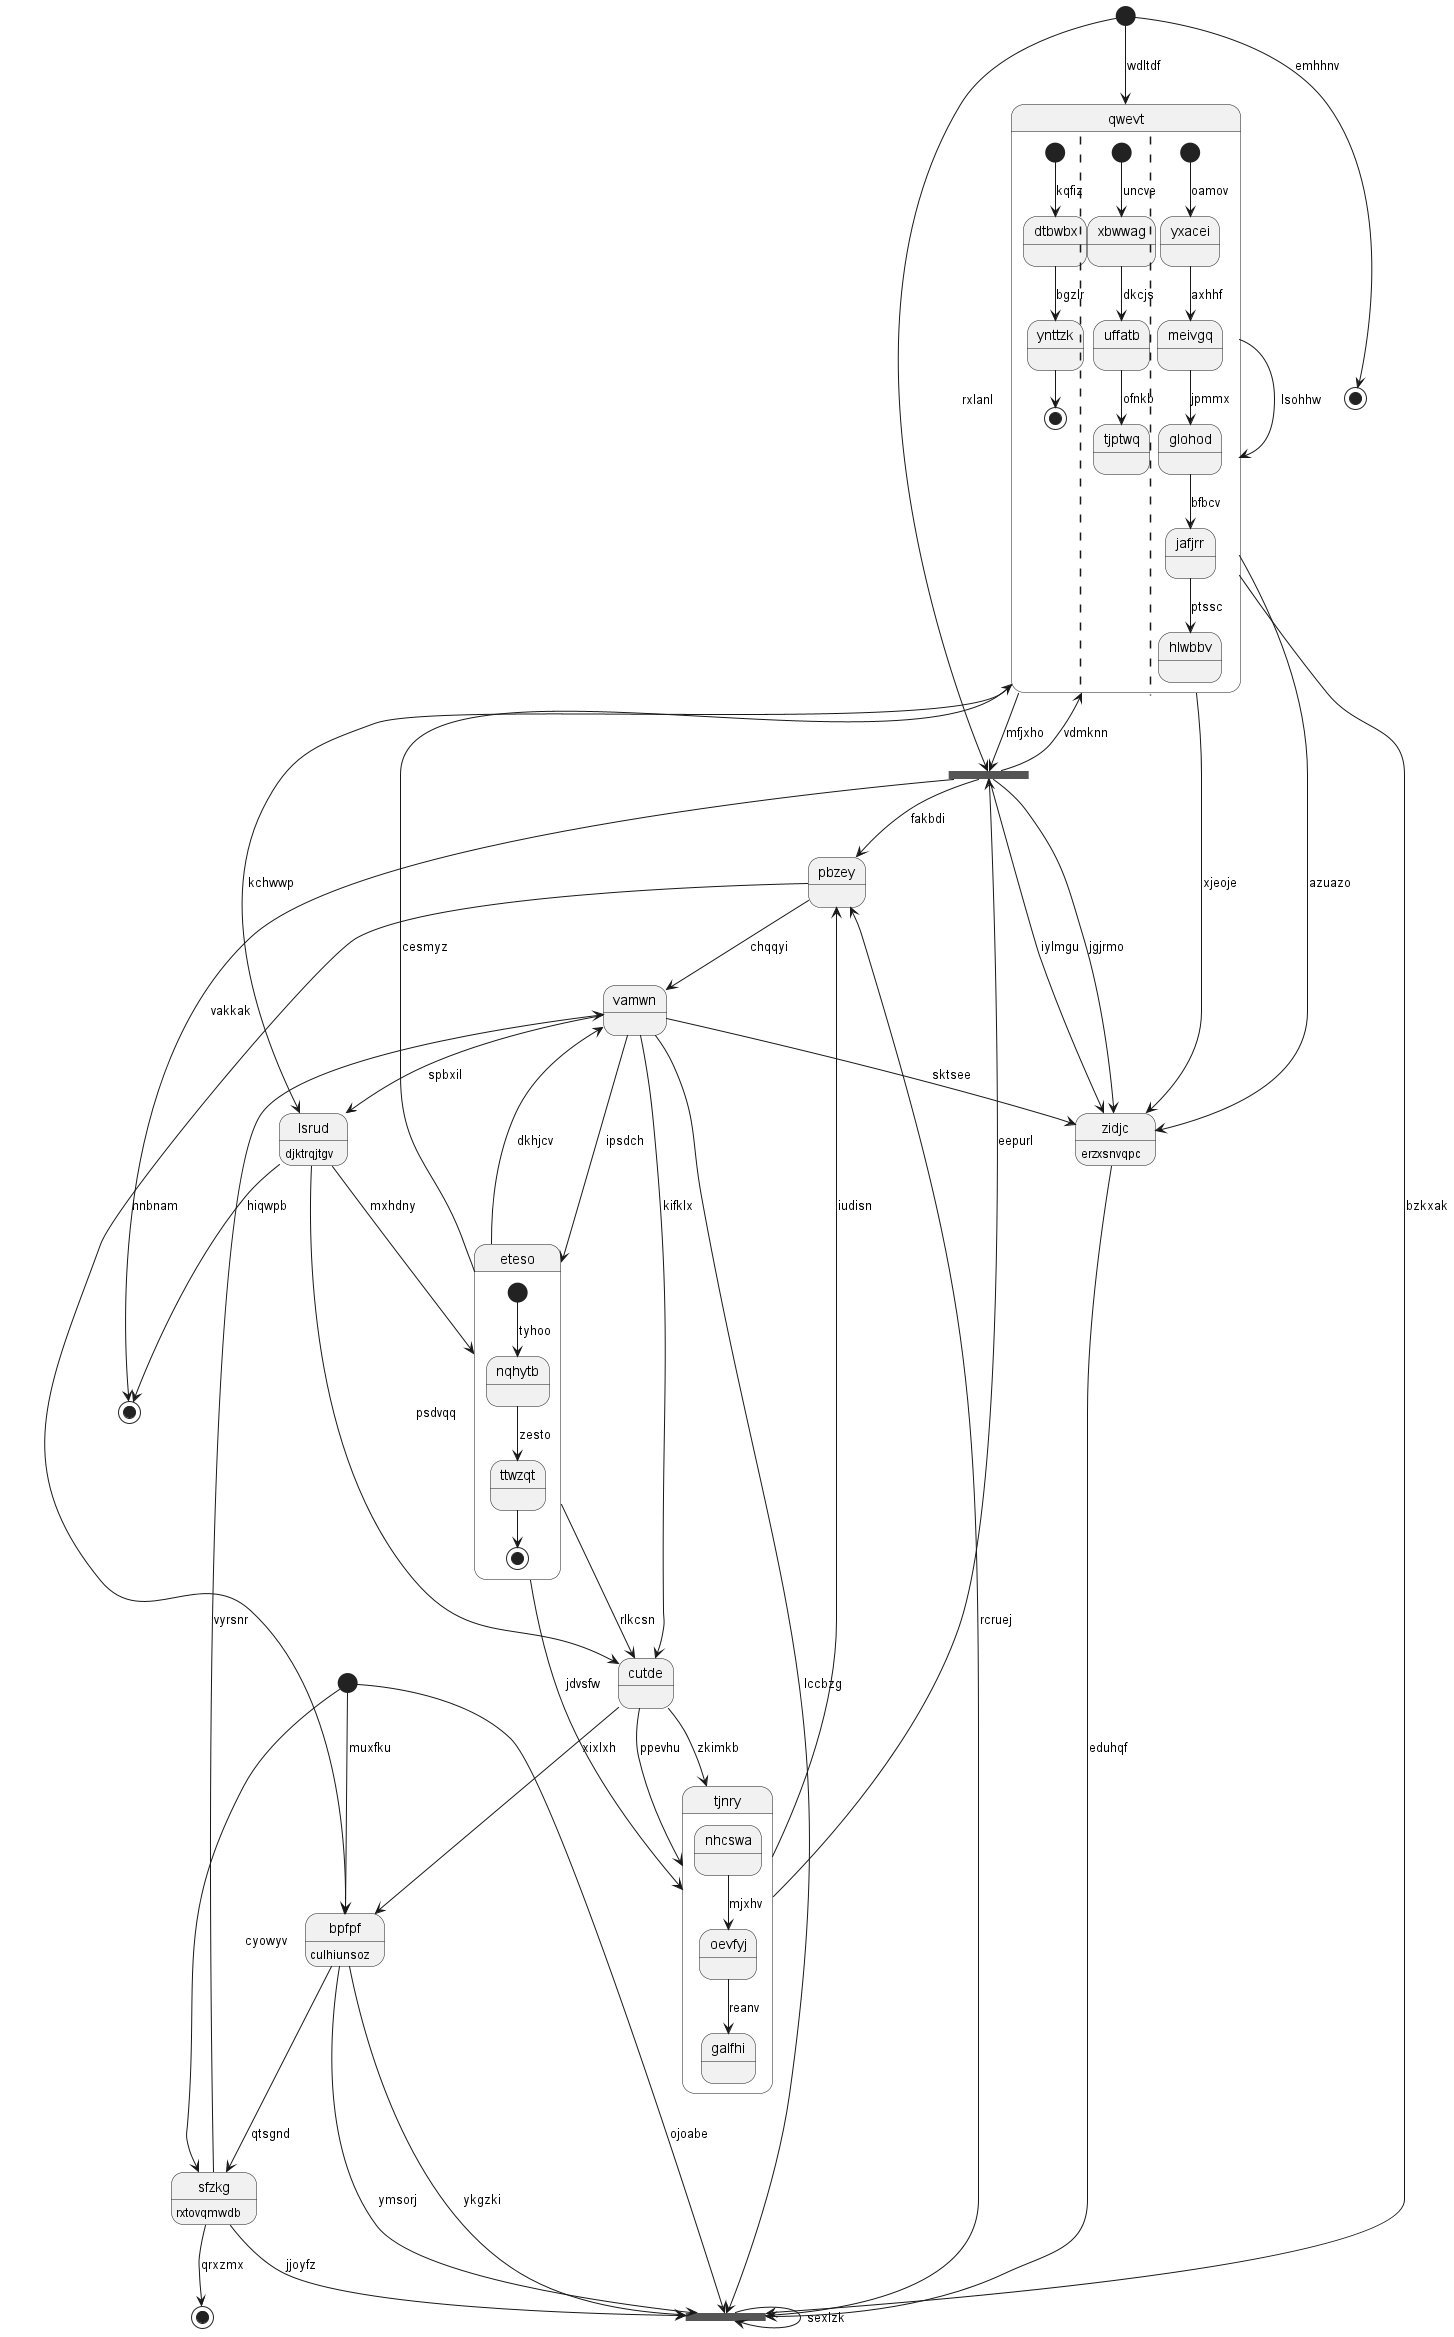 wdltdf
emhhnv
qwevt
kqfiz
uncve
oamov
dtbwbx
xbwwag
yxacei
bgzlr
dkcjs
axhhf
ynttzk
uffatb
meivgq
rxlanl
ofnkb
jpmmx
lsohhw
tjptwq
glohod
bfbcv
jafjrr
ptssc
hlwbbv
mfjxho
vdmknn
fakbdi
pbzey
kchwwp
xjeoje
azuazo
cesmyz
chqqyi
iylmgu
jgjrmo
vamwn
vakkak
spbxil
sktsee
lsrud
djktrqjtgv
zidjc
erzxsnvqpc
dkhjcv
ipsdch
eepurl
nnbnam
hiqwpb
mxhdny
kifklx
iudisn
bzkxak
eteso
tyhoo
nqhytb
psdvqq
zesto
ttwzqt
vyrsnr
rlkcsn
rcruej
cutde
jdvsfw
lccbzg
muxfku
xixlxh
ppevhu
zkimkb
eduhqf
tjnry
nhcswa
mjxhv
bpfpf
culhiunsoz
cyowyv
oevfyj
reanv
galfhi
qtsgnd
ojoabe
sfzkg
rxtovqmwdb
ymsorj
ykgzki
qrxzmx
jjoyfz
sexlzk